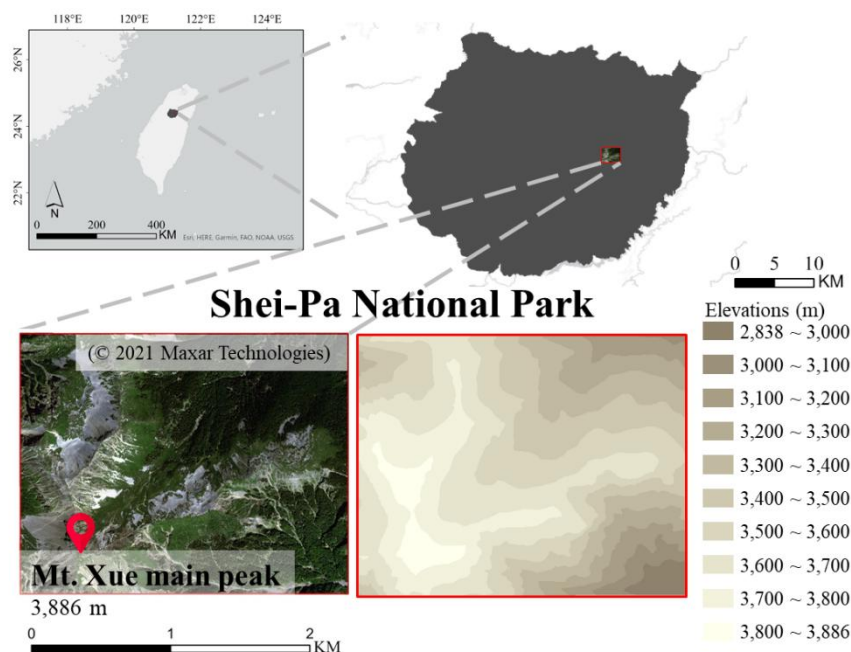 118°E 120°E 122°E 124°E
26°N
24°N
22°N
N
0 200 400
KM
Esri, HERE, Garmin, FAO, NOAA, USGS
0 5 10
KM
Shei-Pa National Park
(© 2021 Maxar Technologies)
Mt. Xue main peak
3,886 m
0 1 2
KM
Elevations (m)
2,838 ~ 3,000
3,000 ~ 3,100
3,100 ~ 3,200
3,200 ~ 3,300
3,300 ~ 3,400
3,400 ~ 3,500
3,500 ~ 3,600
3,600 ~ 3,700
3,700 ~ 3,800
3,800 ~ 3,886